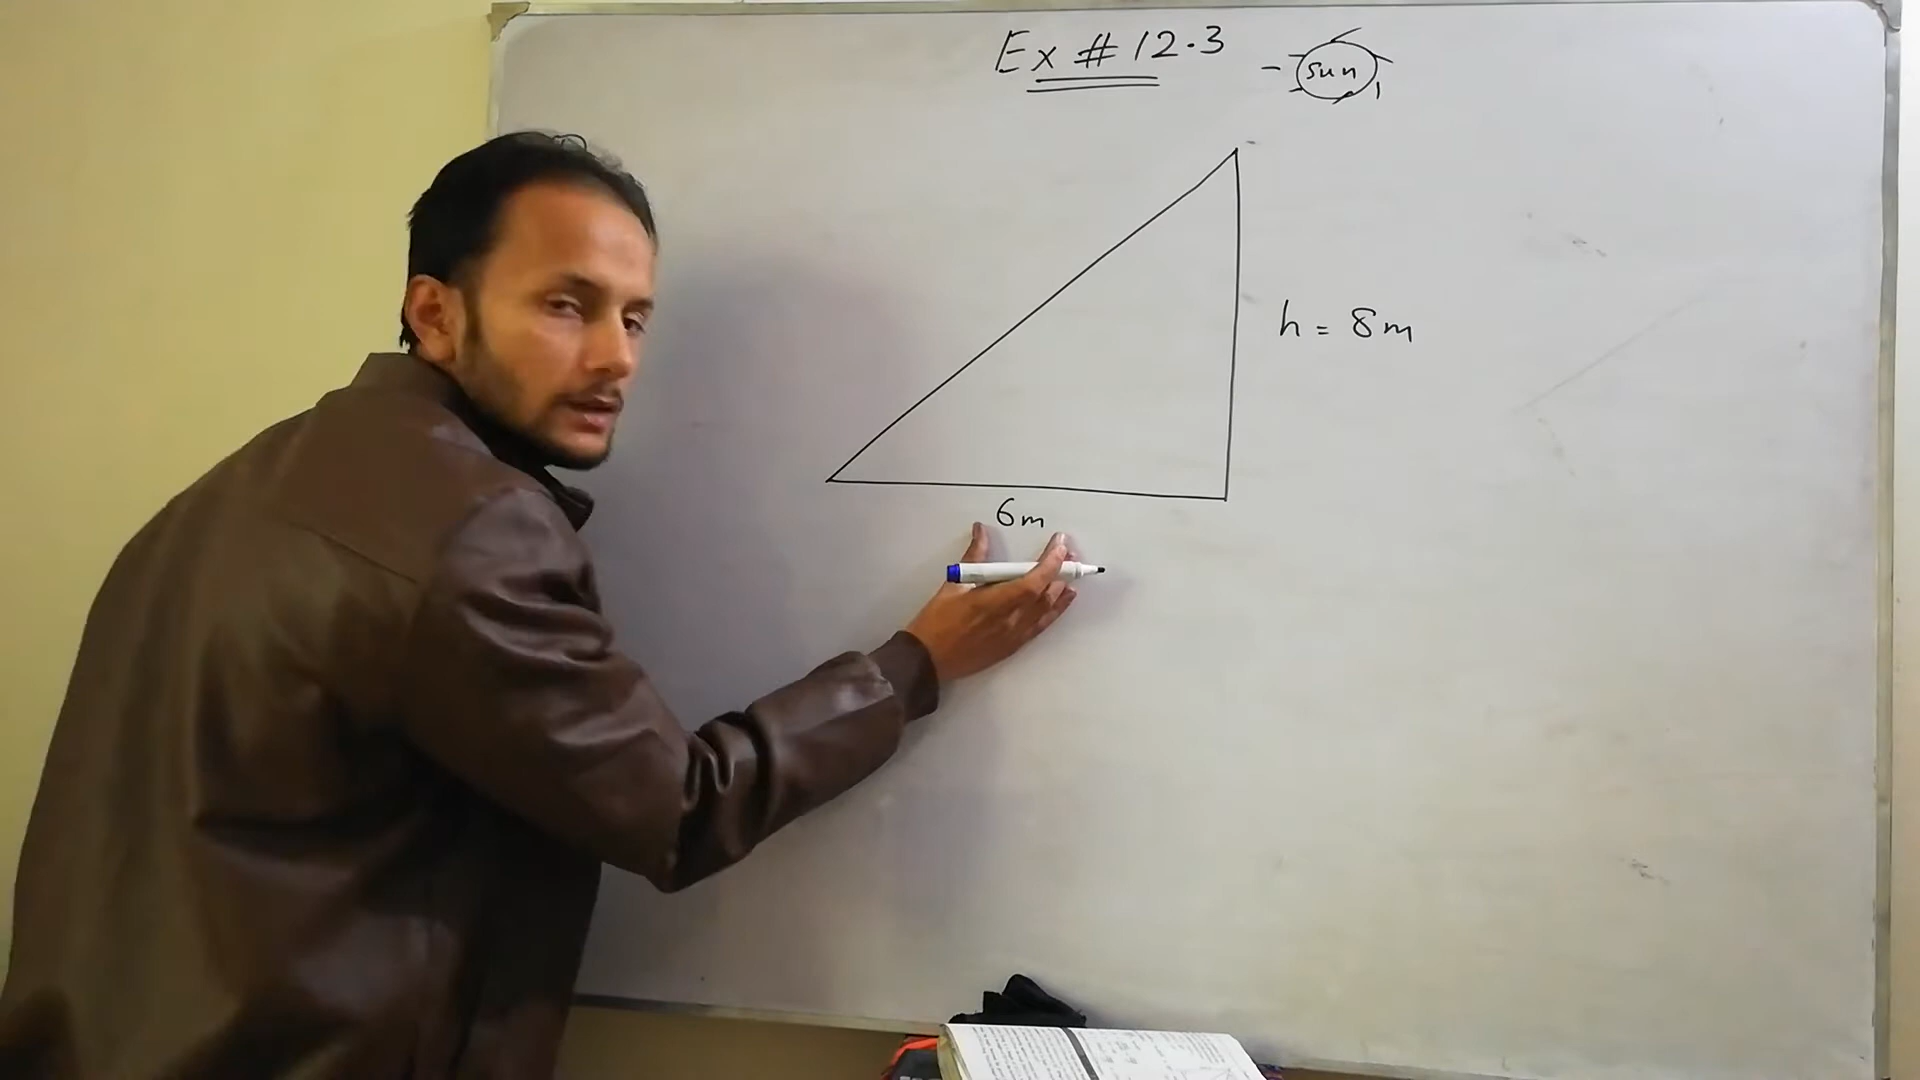 Ex # 12.3
sun
h = 8m
6m